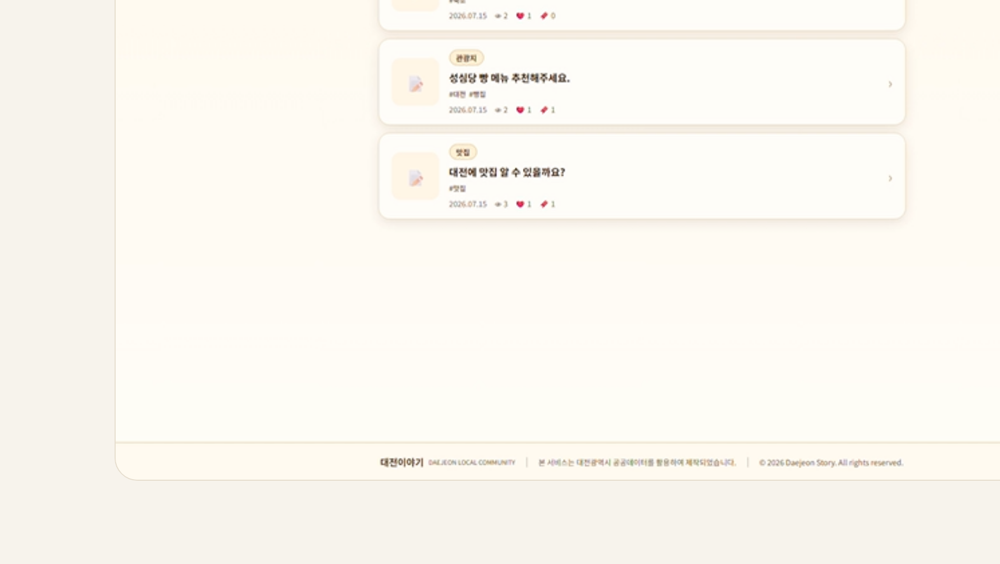 2026.07.15 2 1 0
관광지
성심당 빵 메뉴 추천해주세요.
#대전 #빵집
2026.07.15 2 1 1
맛집
대전에 맛집 알 수 있을까요?
#맛집
2026.07.15 3 1 1
대전이야기 DAEJEON LOCAL COMMUNITY | 본 서비스는 대전광역시 공공데이터를 활용하여 제작되었습니다. | © 2026 Daejeon Story. All rights reserved.